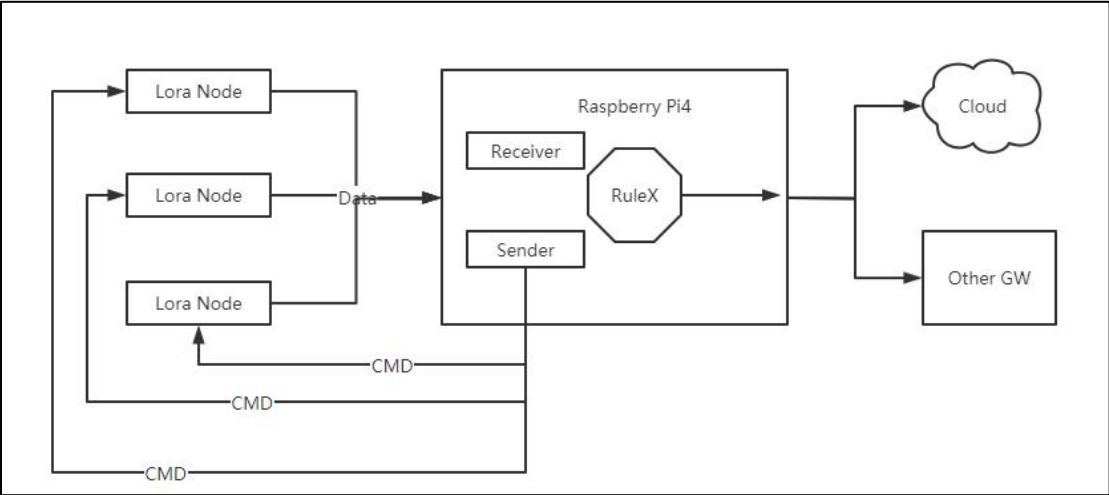 Lora Node
Lora Node
Lora Node
Data
Raspberry Pi4
Receiver
RuleX
Sender
Cloud
Other GW
CMD
CMD
CMD